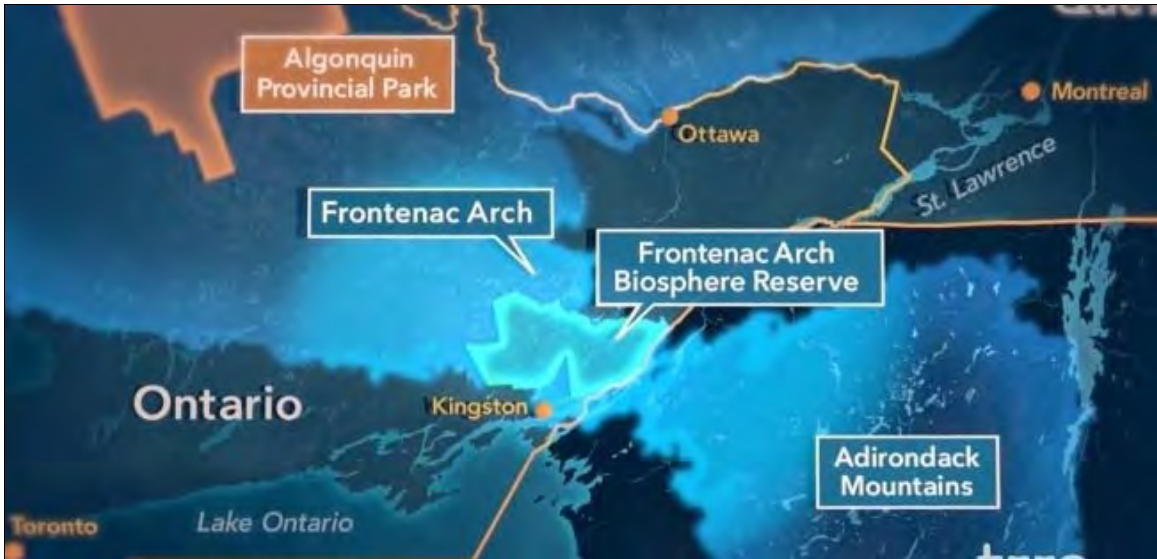 Algonquin
Provincial Park
Montreal
Ottawa
St. Lawrence
Frontenac Arch
Frontenac Arch
Biosphere Reserve
Ontario
Kingston
Adirondack
Mountains
Lake Ontario
Toronto